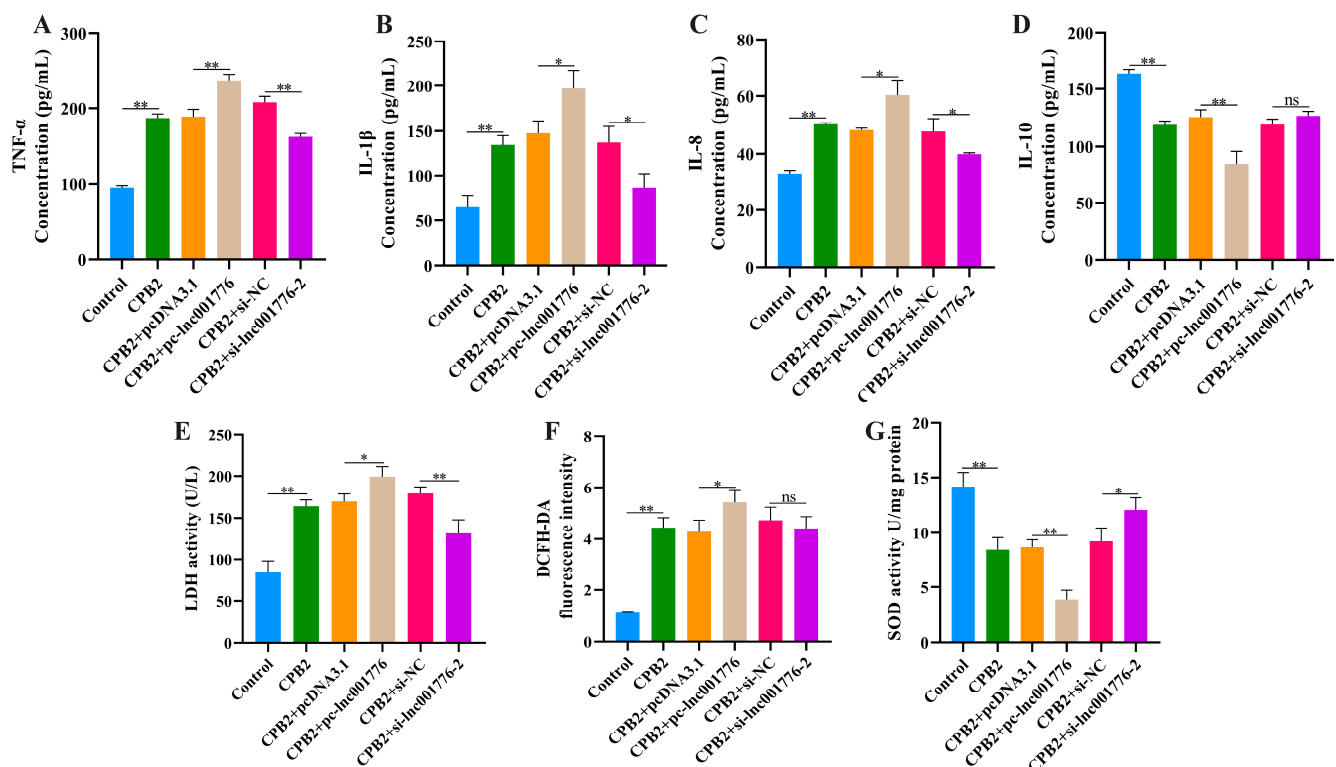 A
TNF-α
Concentration (pg/mL)
300
200
100
0
**
**
**
Control
CPB2
CPB2+pcDNA3.1
CPB2+pc-lnc001776
CPB2+si-NC
CPB2+si-lnc001776-2
B
IL-1β
Concentration (pg/mL)
250
200
150
100
50
0
**
*
*
Control
CPB2
CPB2+pcDNA3.1
CPB2+pc-lnc001776
CPB2+si-NC
CPB2+si-lnc001776-2
C
IL-8
Concentration (pg/mL)
80
60
40
20
0
**
*
*
Control
CPB2
CPB2+pcDNA3.1
CPB2+pc-lnc001776
CPB2+si-NC
CPB2+si-lnc001776-2
D
IL-10
Concentration (pg/mL)
200
150
100
50
0
**
**
ns
Control
CPB2
CPB2+pcDNA3.1
CPB2+pc-lnc001776
CPB2+si-NC
CPB2+si-lnc001776-2
E
LDH activity (U/L)
250
200
150
100
50
0
**
*
**
Control
CPB2
CPB2+pcDNA3.1
CPB2+pc-lnc001776
CPB2+si-NC
CPB2+si-lnc001776-2
F
DCFH-DA
fluorescence intensity
8
6
4
2
0
**
*
ns
Control
CPB2
CPB2+pcDNA3.1
CPB2+pc-lnc001776
CPB2+si-NC
CPB2+si-lnc001776-2
G
SOD activity U/mg protein
20
15
10
5
0
**
**
*
Control
CPB2
CPB2+pcDNA3.1
CPB2+pc-lnc001776
CPB2+si-NC
CPB2+si-lnc001776-2